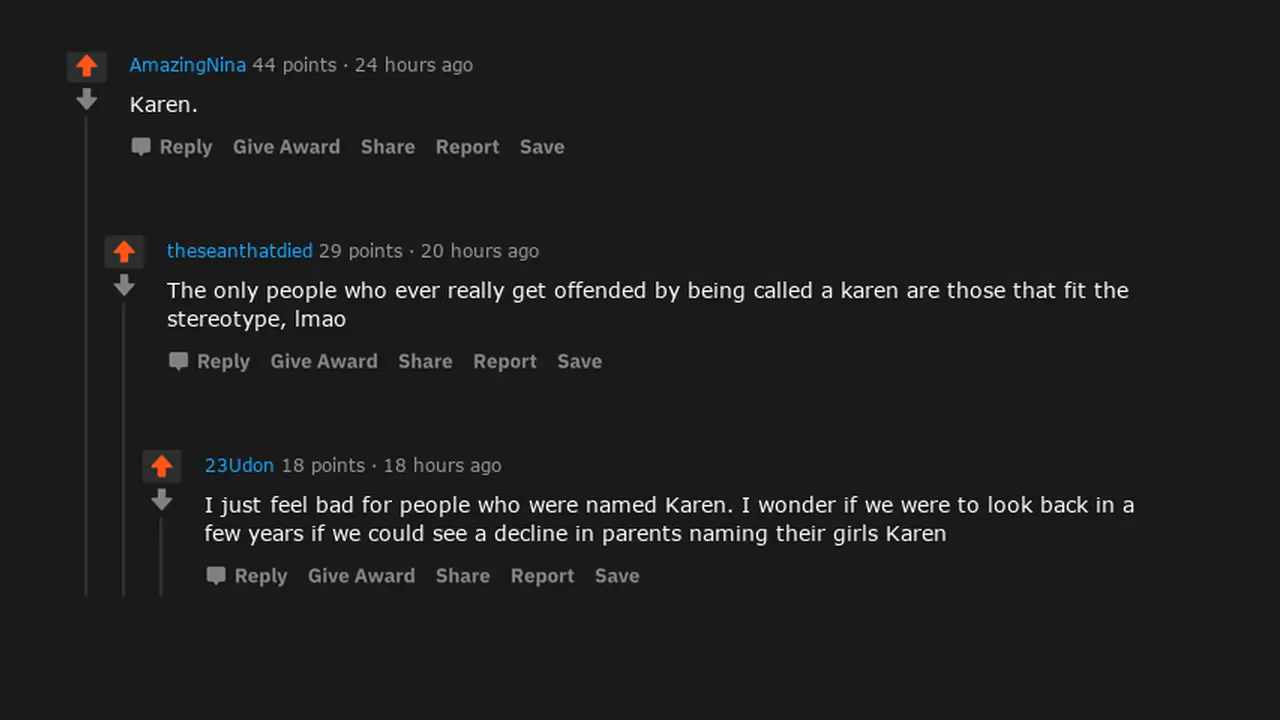 AmazingNina 44 points · 24 hours ago
Karen.
Reply Give Award Share Report Save
theseanthatdied 29 points · 20 hours ago
The only people who ever really get offended by being called a karen are those that fit the
stereotype, lmao
Reply Give Award Share Report Save
23Udon 18 points · 18 hours ago
I just feel bad for people who were named Karen. I wonder if we were to look back in a
few years if we could see a decline in parents naming their girls Karen
Reply Give Award Share Report Save